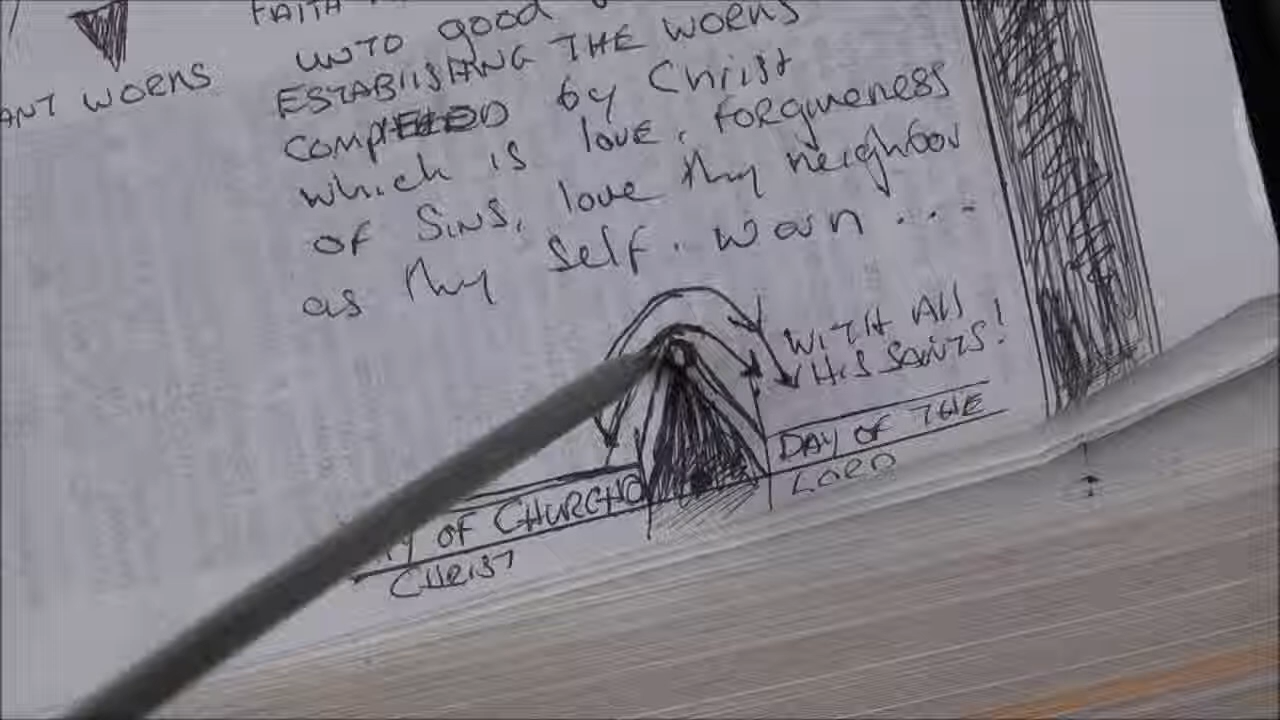 FAITH
UNTO good
ANT WORKS
ESTABlISHING THE WORKS
COMPlETED by Christ
which is love, FORgiveness
of SiNS, love thy neighbor
as thy Self. Worn ...
WITH All
HIS SAINTS!
DAY OF THE
LORD
OF CHURCH
CHRIST